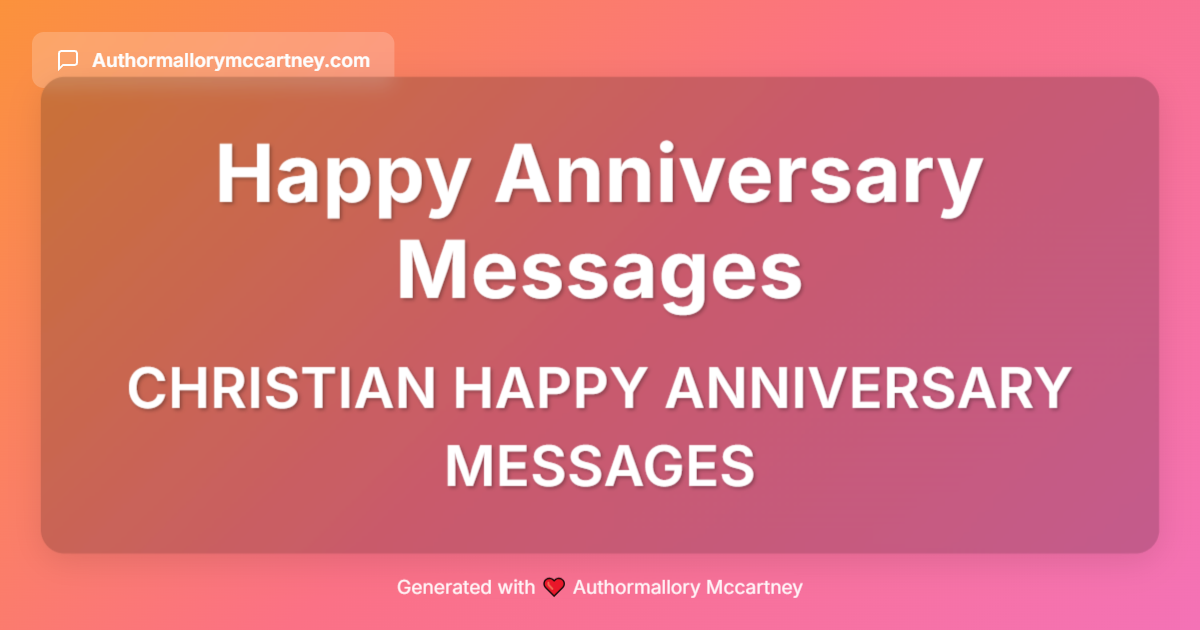 Authormallorymccartney.com
Happy Anniversary
Messages
CHRISTIAN HAPPY ANNIVERSARY
MESSAGES
Generated with ❤️ Authormallory Mccartney